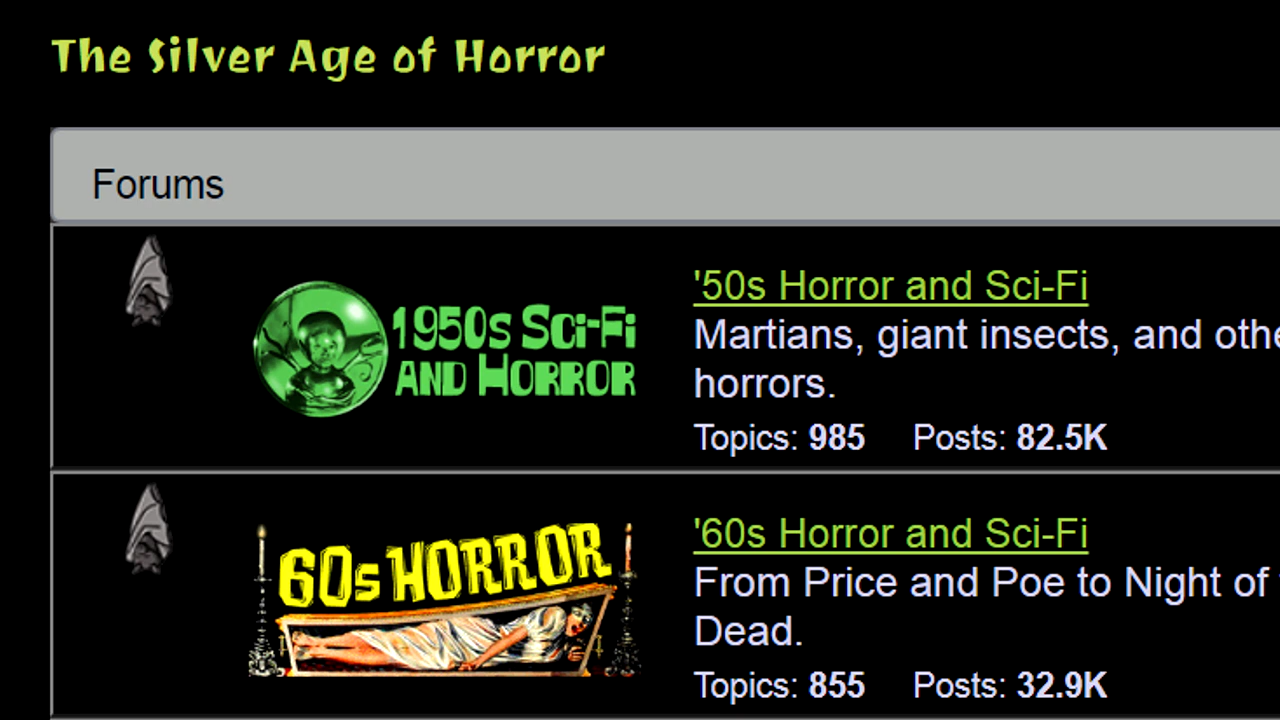 The Silver Age of Horror
Forums
1950s Sci-Fi
AND HORROR
'50s Horror and Sci-Fi
Martians, giant insects, and othe
horrors.
Topics: 985 Posts: 82.5K
60s HORROR
'60s Horror and Sci-Fi
From Price and Poe to Night of
Dead.
Topics: 855 Posts: 32.9K